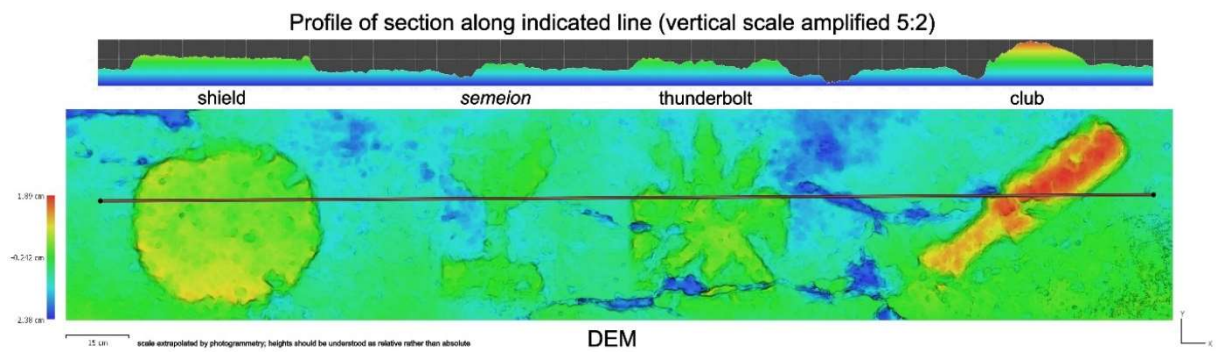 Profile of section along indicated line (vertical scale amplified 5:2)
shield semeion thunderbolt club
1.89 cm
-0.242 cm
2.38 cm
15 cm scale extrapolated by photogrammetry; heights should be understood as relative rather than absolute
DEM
Y
X